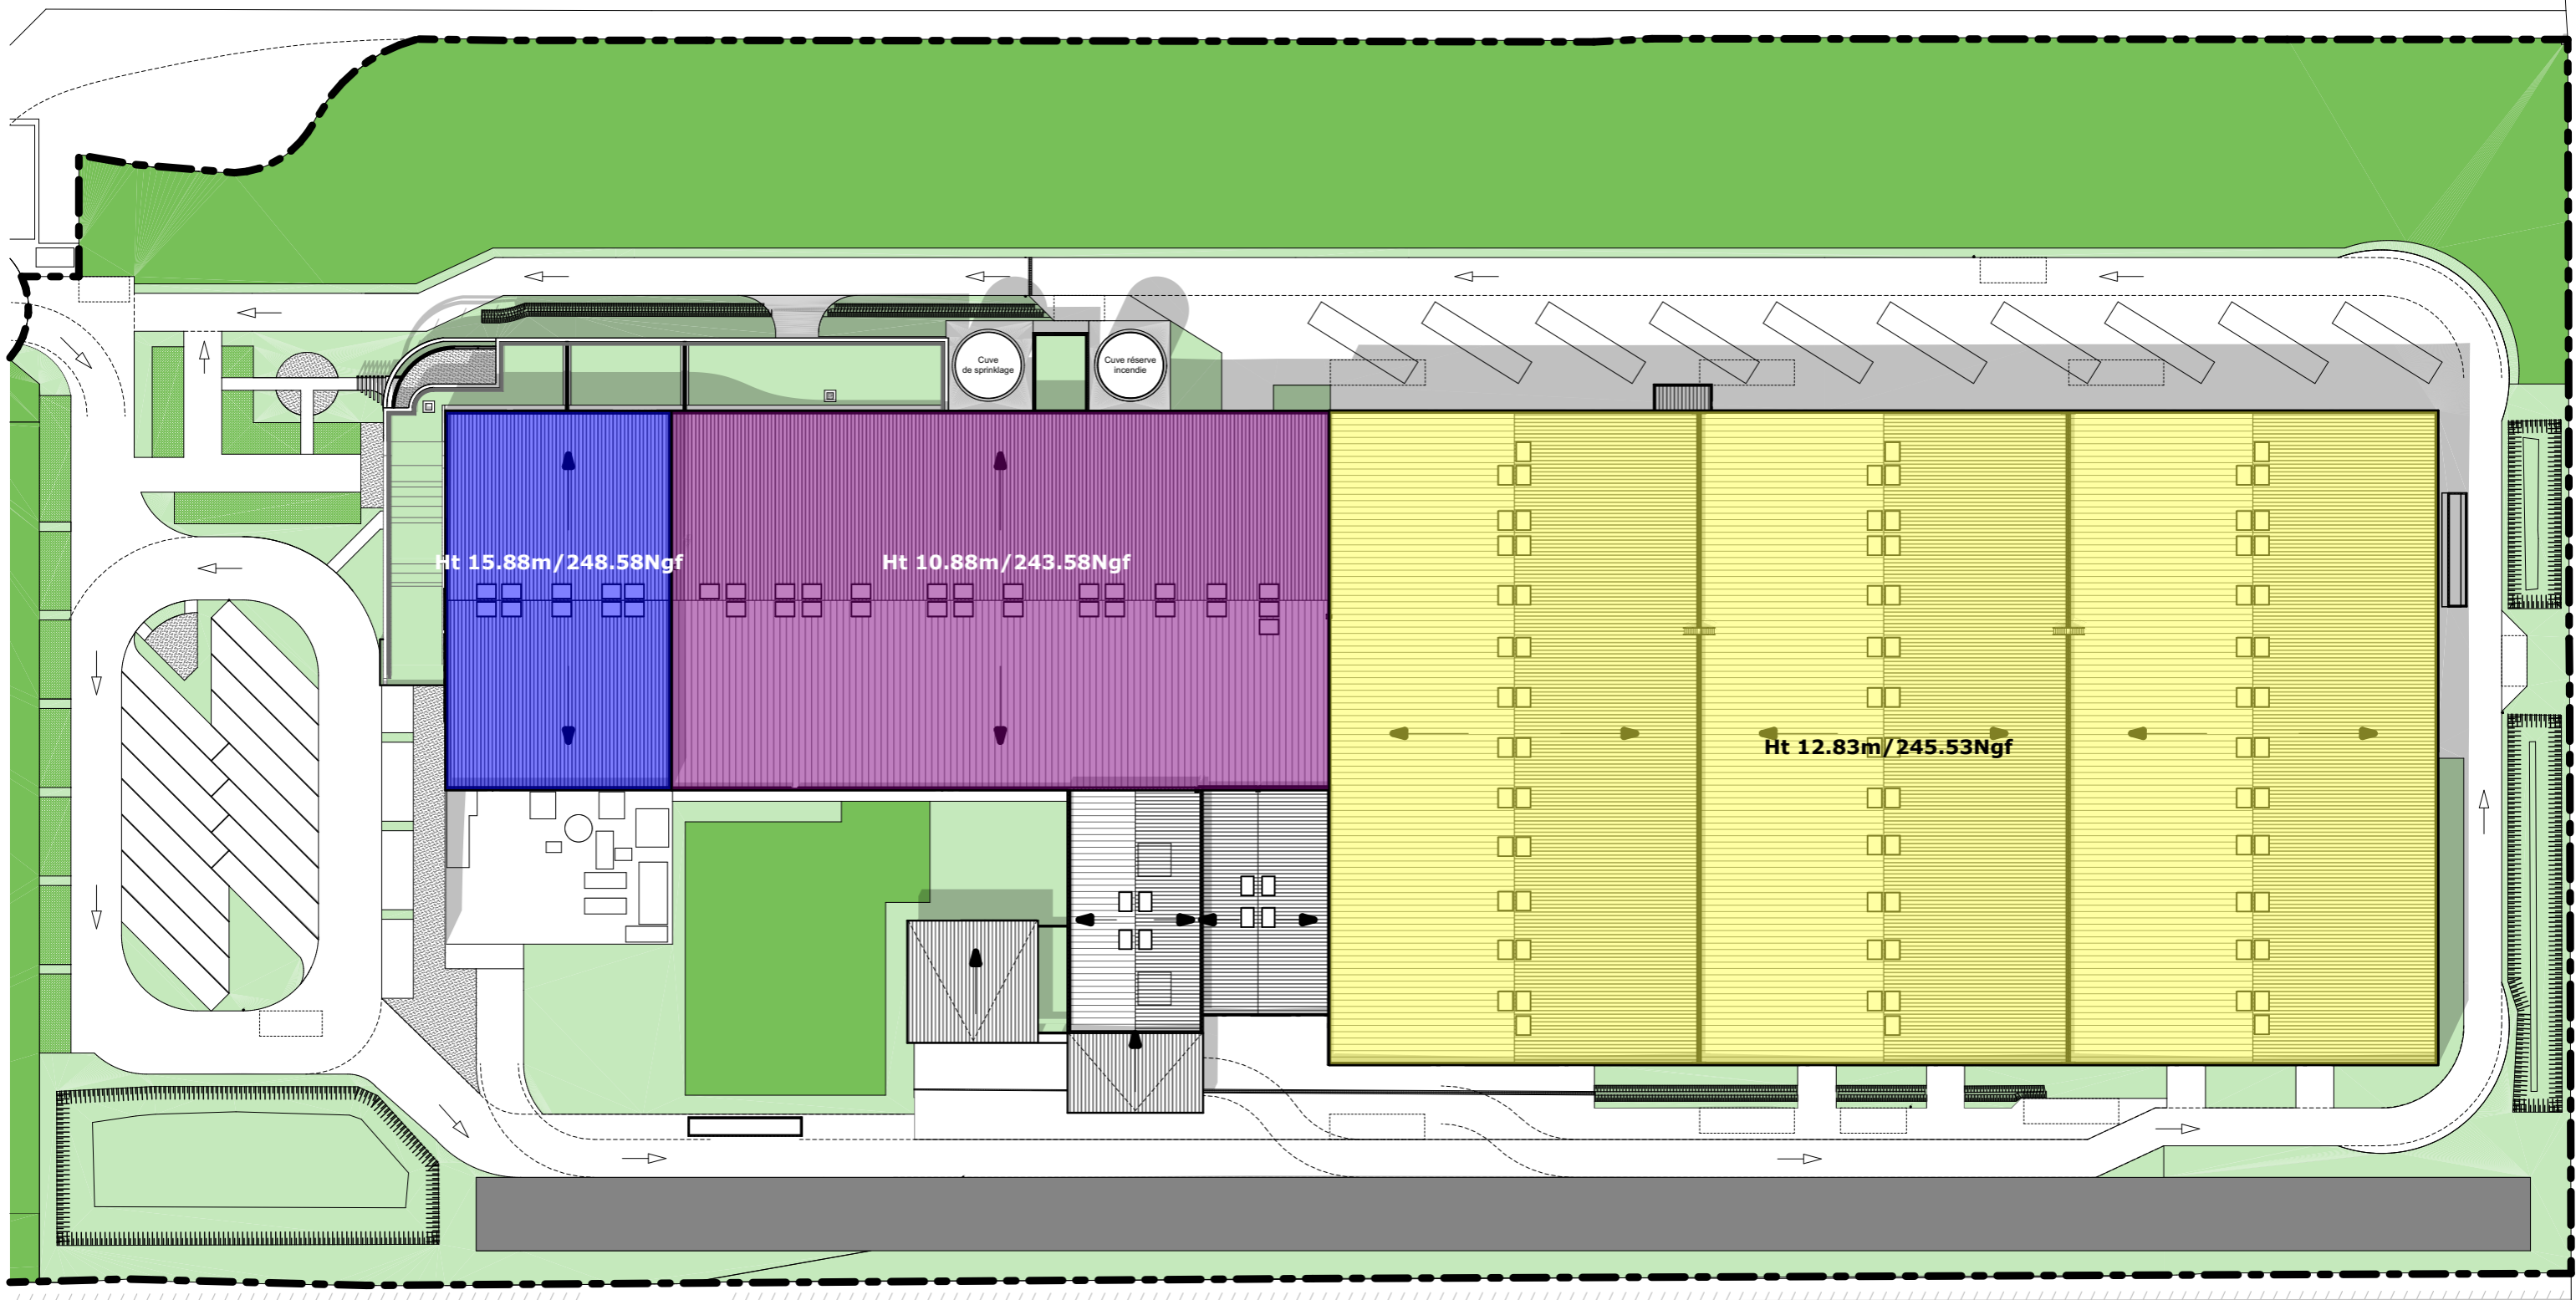 Cuve
de sprinklage
Cuve réserve
incendie
Ht 15.88m/248.58Ngf
Ht 10.88m/243.58Ngf
Ht 12.83m/245.53Ngf